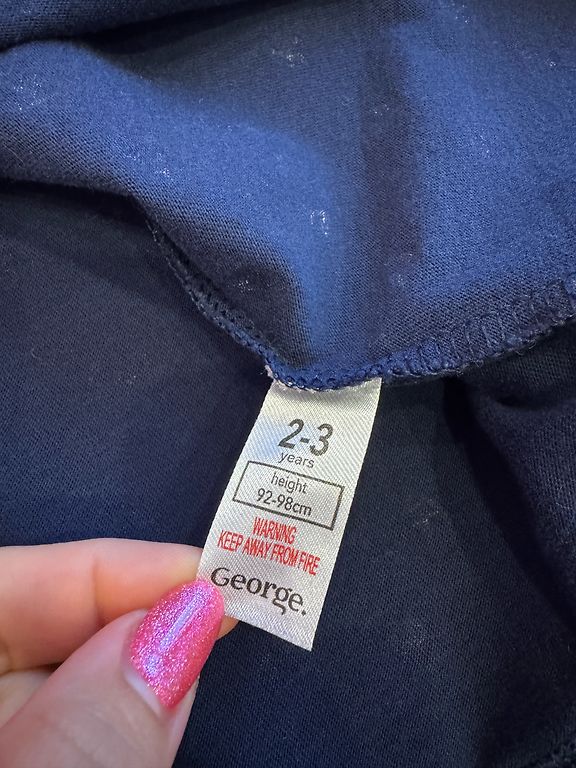 2-3
years
height
92-98cm
WARNING
KEEP AWAY FROM FIRE
George.